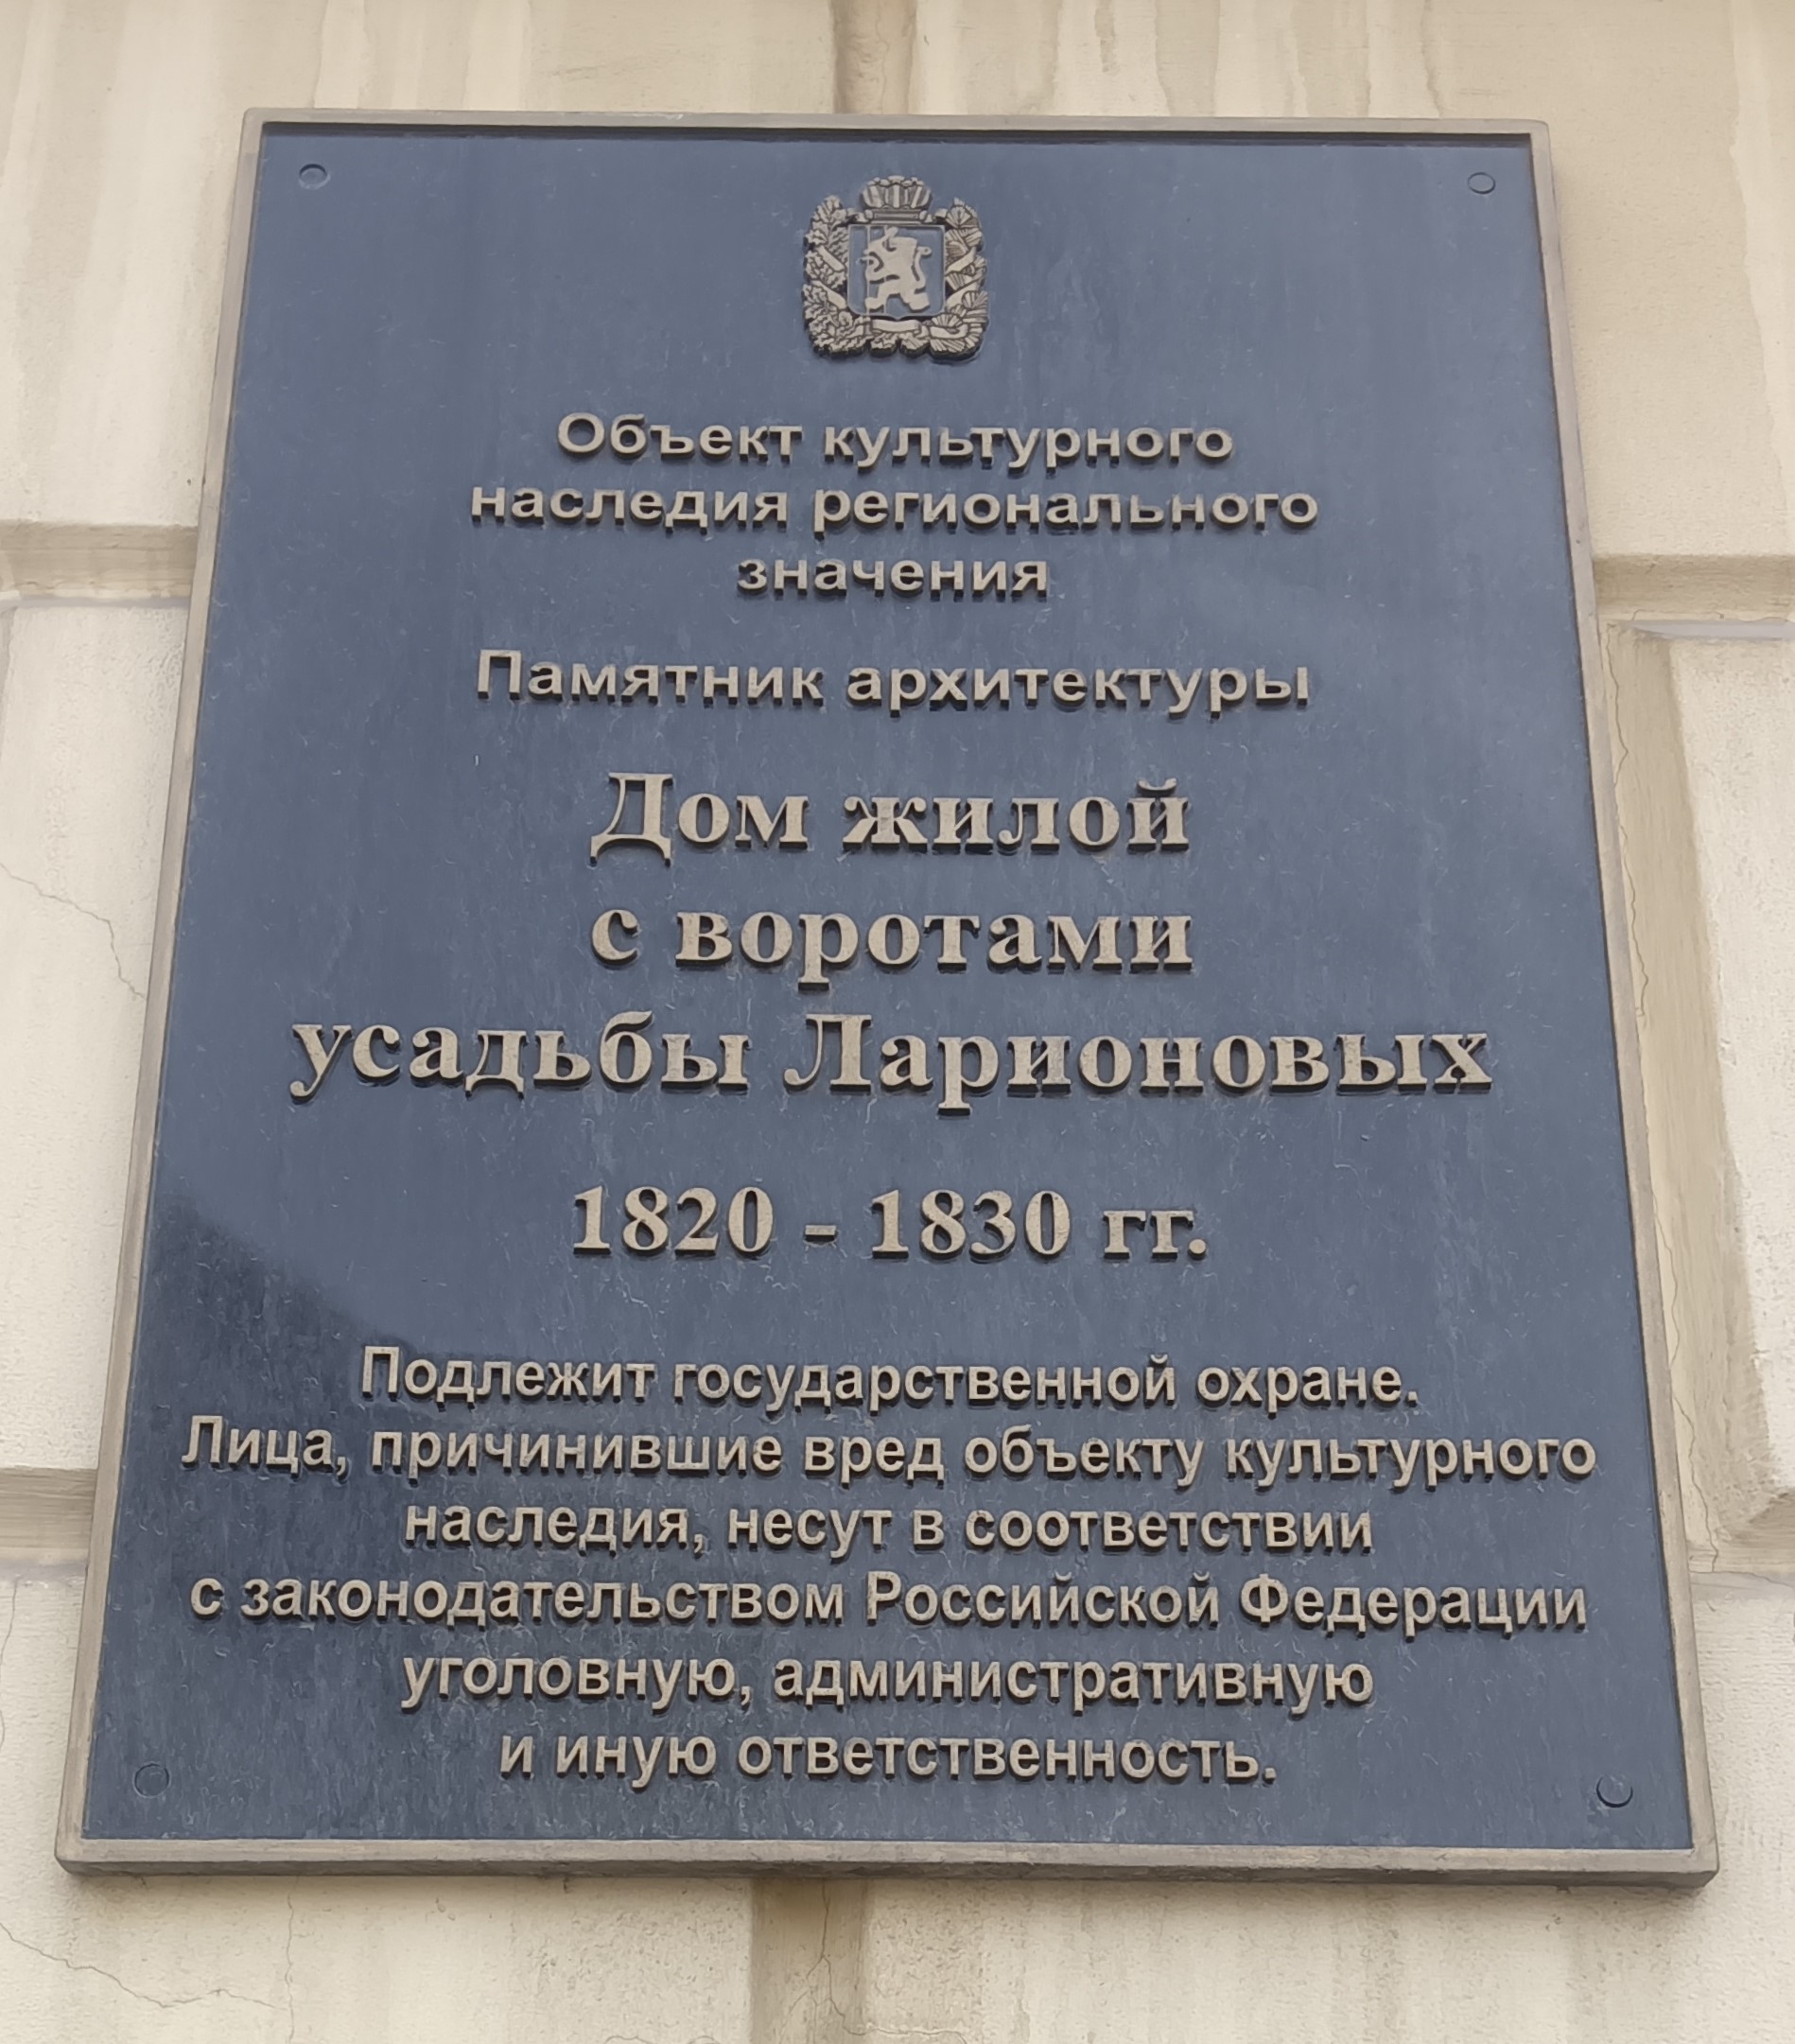 Объект культурного
наследия регионального
значения
Памятник архитектуры
Дом жилой
с воротами
усадьбы Ларионовых
1820 - 1830 гг.
Подлежит государственной охране.
Лица, причинившие вред объекту культурного
наследия, несут в соответствии
с законодательством Российской Федерации
уголовную, административную
и иную ответственность.